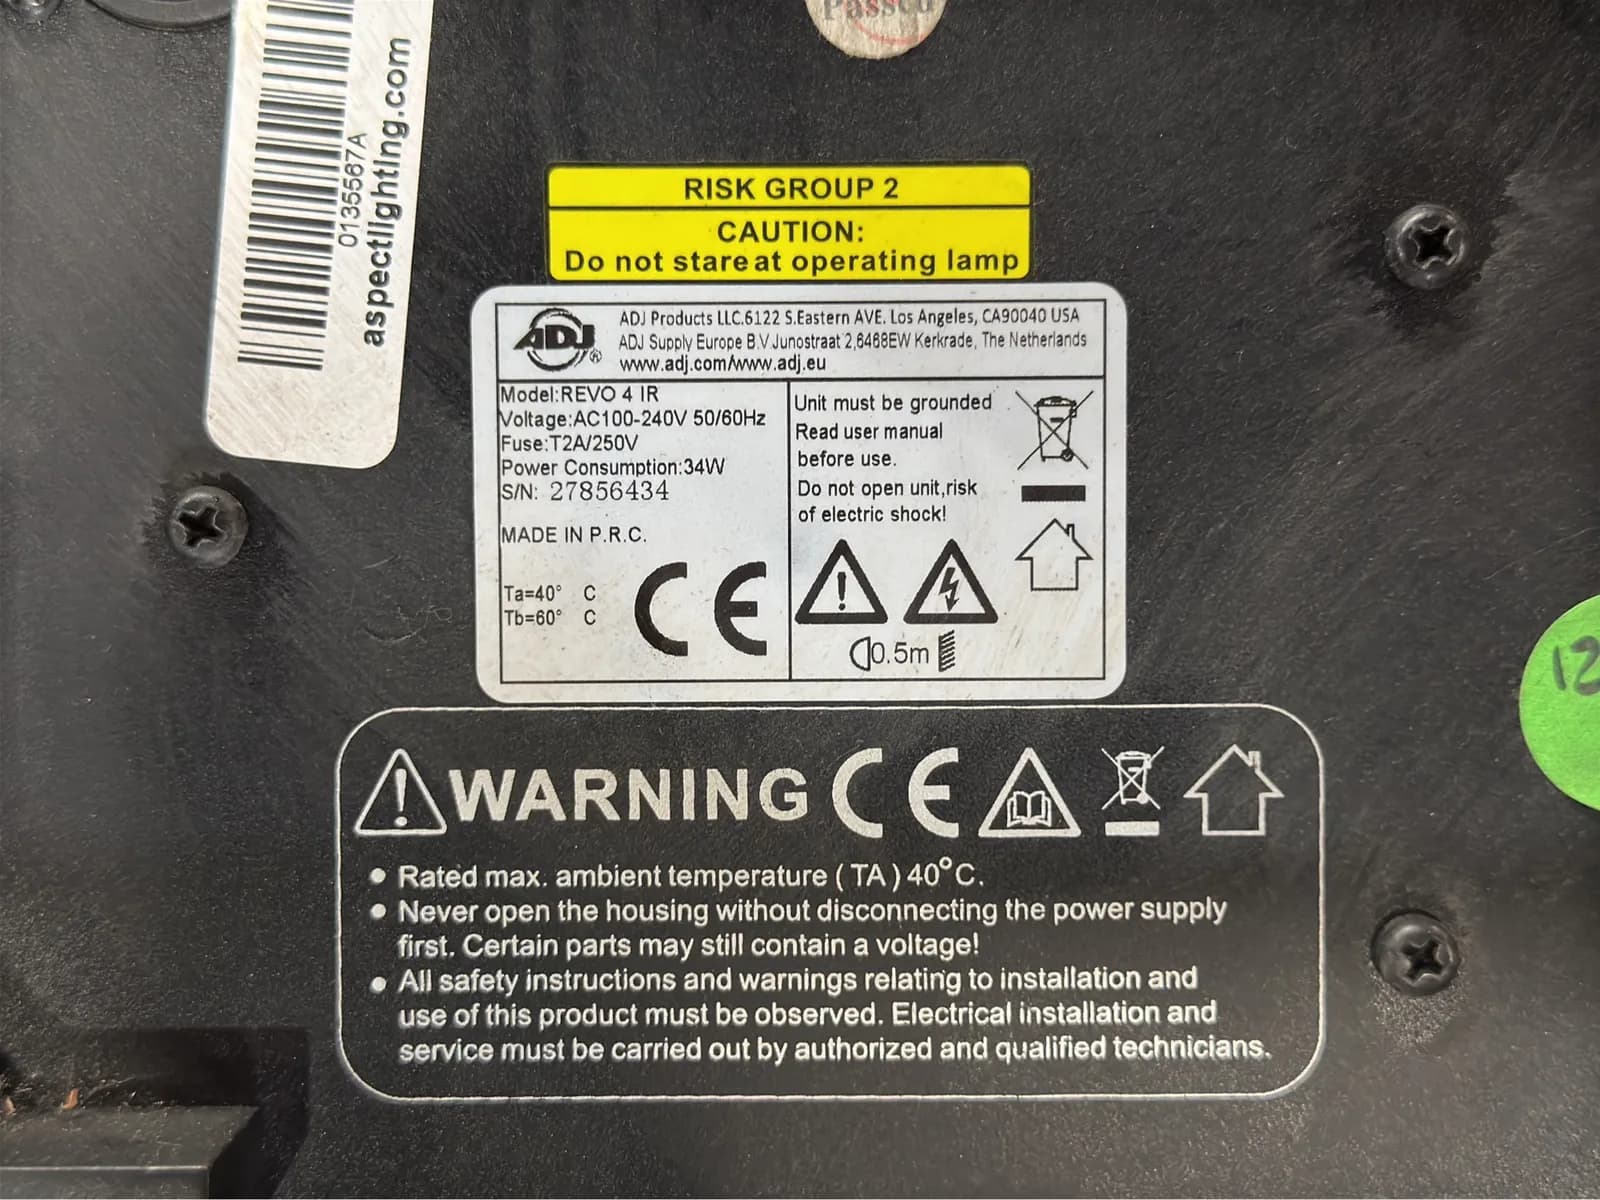 Passed
0135567A
aspectlighting.com
RISK GROUP 2
CAUTION:
Do not stare at operating lamp
ADJ®
ADJ Products LLC.6122 S.Eastern AVE. Los Angeles, CA90040 USA
ADJ Supply Europe B.V.Junostraat 2,6468EW Kerkrade, The Netherlands
www.adj.com/www.adj.eu
Model:REVO 4 IR
Voltage:AC100-240V 50/60Hz
Fuse:T2A/250V
Power Consumption:34W
S/N: 27856434
MADE IN P.R.C.
Ta=40° C
Tb=60° C
CE
Unit must be grounded
Read user manual
before use.
Do not open unit,risk
of electric shock!
0.5m
WARNING CE
• Rated max. ambient temperature ( TA ) 40°C.
• Never open the housing without disconnecting the power supply
first. Certain parts may still contain a voltage!
• All safety instructions and warnings relating to installation and
use of this product must be observed. Electrical installation and
service must be carried out by authorized and qualified technicians.
12